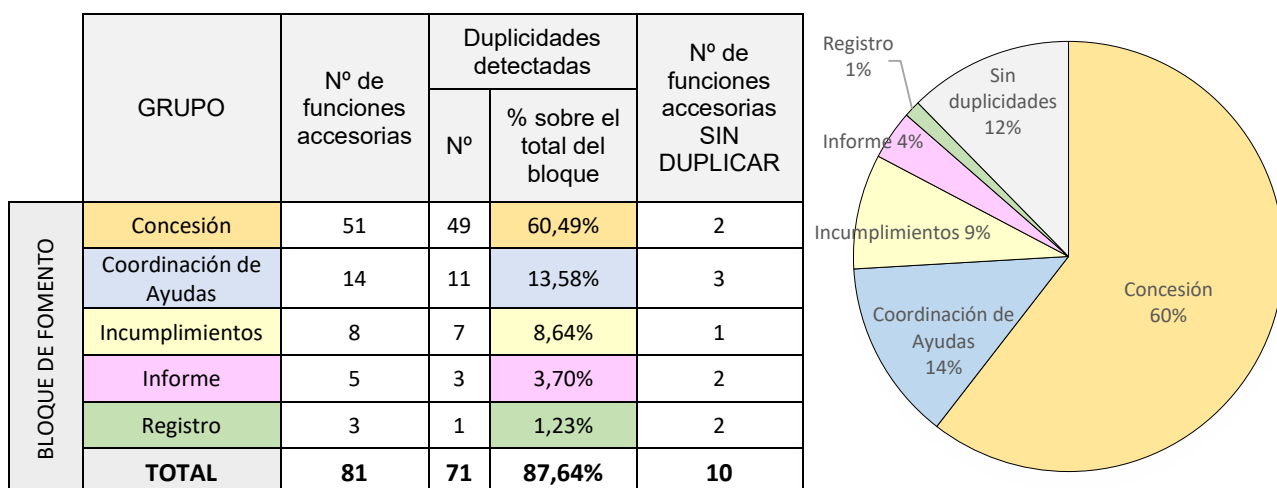 GRUPO
Nº de
funciones
accesorias
Duplicidades
detectadas
Nº
% sobre el
total del
bloque
Nº de
funciones
accesorias
SIN
DUPLICAR
BLOQUE DE FOMENTO
Concesión 51 49 60,49% 2
Coordinación de
Ayudas
14 11 13,58% 3
Incumplimientos 8 7 8,64% 1
Informe 5 3 3,70% 2
Registro 3 1 1,23% 2
TOTAL 81 71 87,64% 10
Registro
1%
Sin
duplicidades
12%
Informe 4%
Incumplimientos 9%
Coordinación de
Ayudas
14%
Concesión
60%